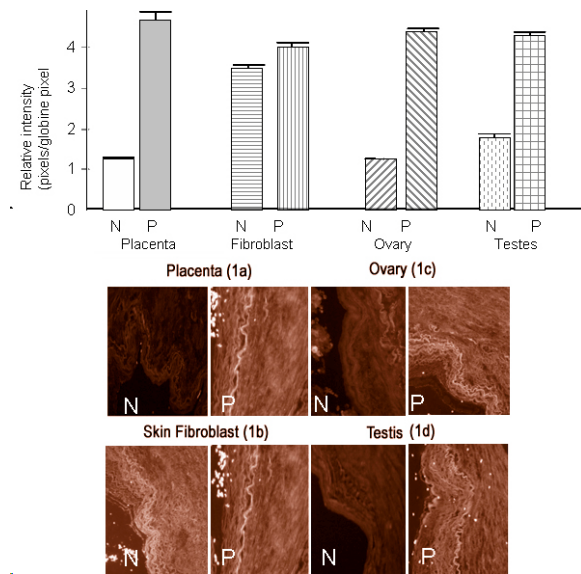 Relative intensity
(pixels/globine pixel
4
3
2
1
0
N P N P N P N P
Placenta Fibroblast Ovary Testes
Placenta (1a) Ovary (1c)
N P N P
Skin Fibroblast (1b) Testis (1d)
N P N P